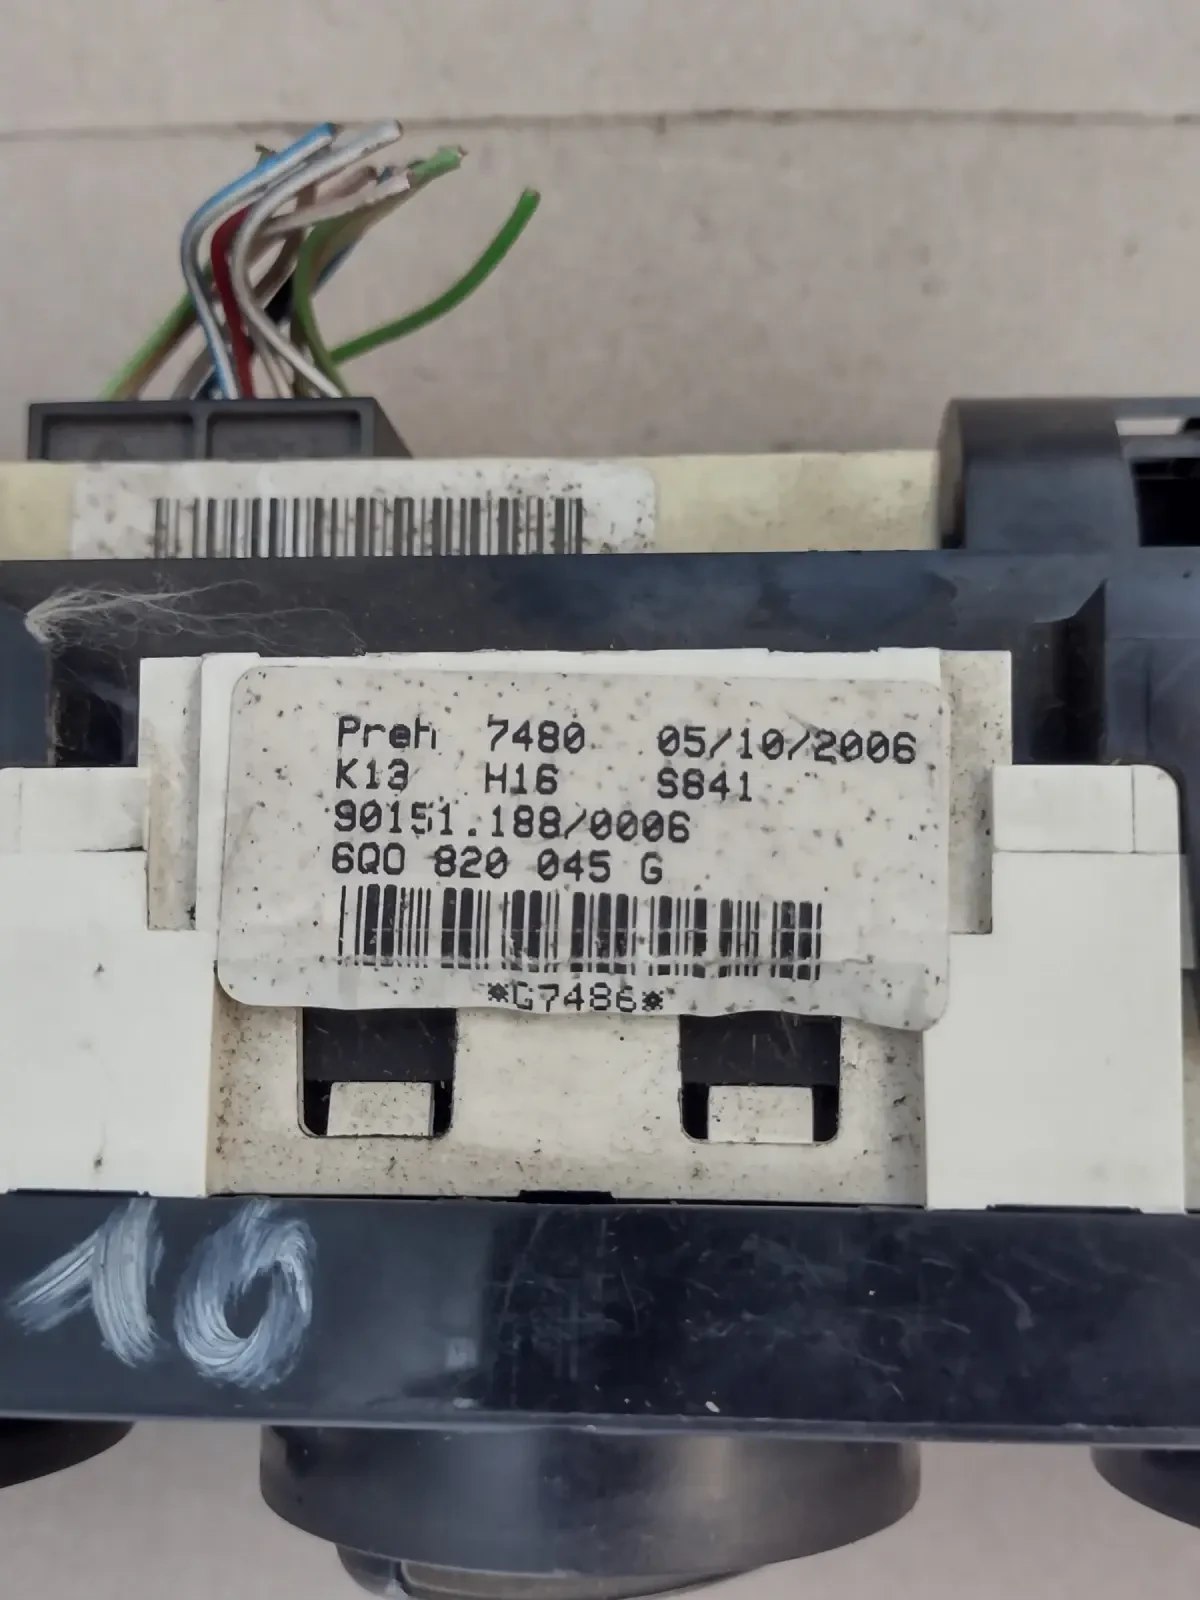 Preh 7480 05/10/2006
K13 H16 S841
90151.188/0006
6Q0 820 045 G
*G7486*
10